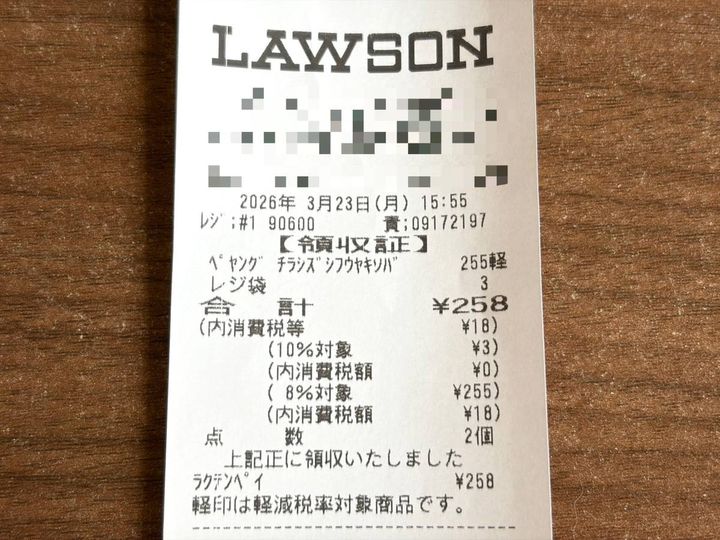 LAWSON
2026年 3月23日(月) 15:55
ﾚｼﾞ;#1 90600 責;09172197
【領収証】
ﾍﾟﾔﾝｸﾞ ﾁﾗｼｽﾞｼﾌｳﾔｷｿﾊﾞ 255軽
レジ袋 3
合 計 ¥258
(内消費税等 ¥18)
(10%対象 ¥3)
(内消費税額 ¥0)
( 8%対象 ¥255)
(内消費税額 ¥18)
点 数 2個
上記正に領収いたしました
ﾗｸﾃﾝﾍﾟｲ ¥258
軽印は軽減税率対象商品です。